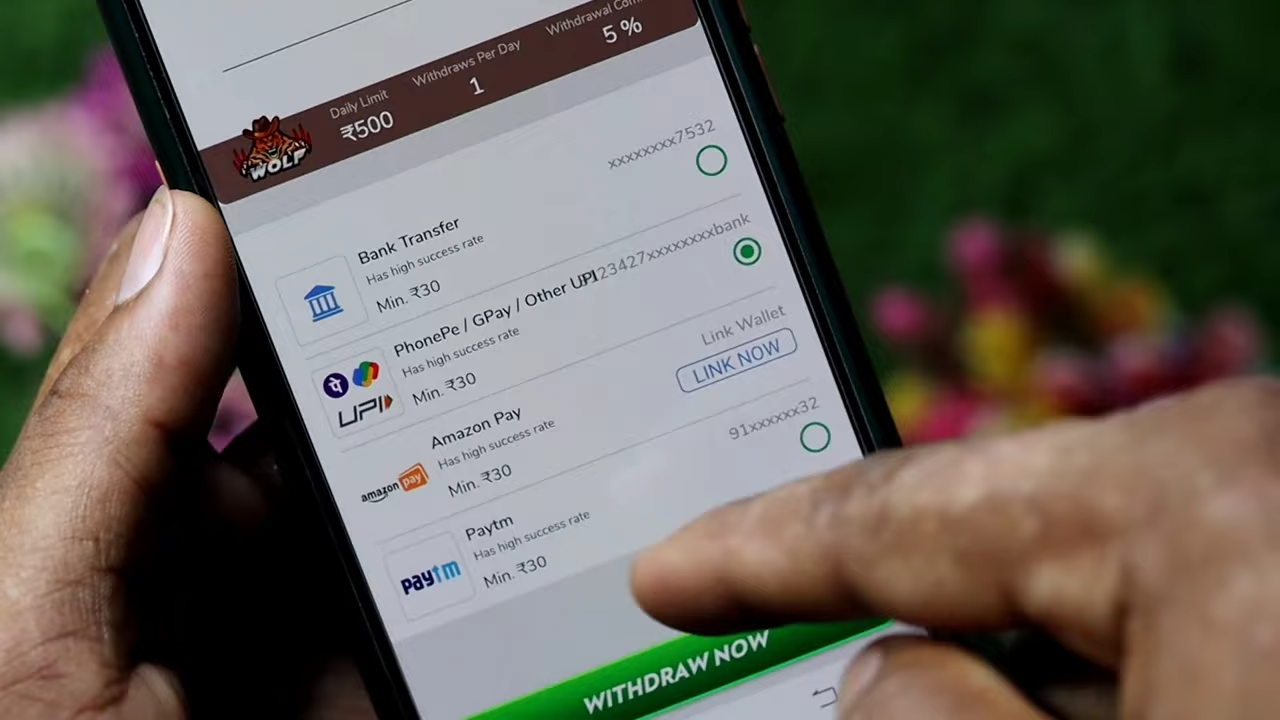 Daily Limit
₹500
Withdraws Per Day
1
Withdrawal
5 %
WOLF
xxxxxxxx7532
Bank Transfer
Has high success rate
Min. ₹30
PhonePe / GPay / Other UPI
23427xxxxxxxxbank
Has high success rate
Min. ₹30
पे
UPI
Amazon Pay
Has high success rate
Min. ₹30
Link Wallet
LINK NOW
amazon pay
91xxxxxx32
Paytm
Has high success rate
Min. ₹30
paytm
WITHDRAW NOW